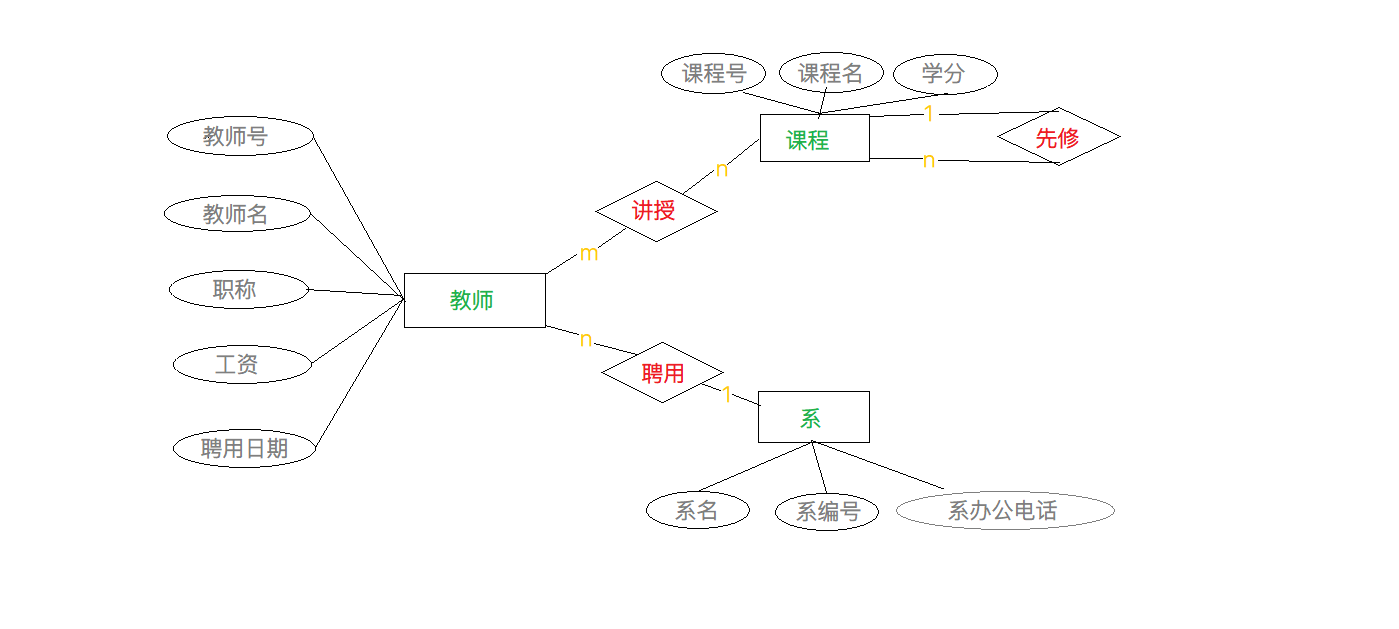 课程号
课程名
学分
1
教师号
课程
先修
n
n
讲授
教师名
m
职称
教师
n
工资
聘用
1
系
聘用日期
系名
系编号
系办公电话